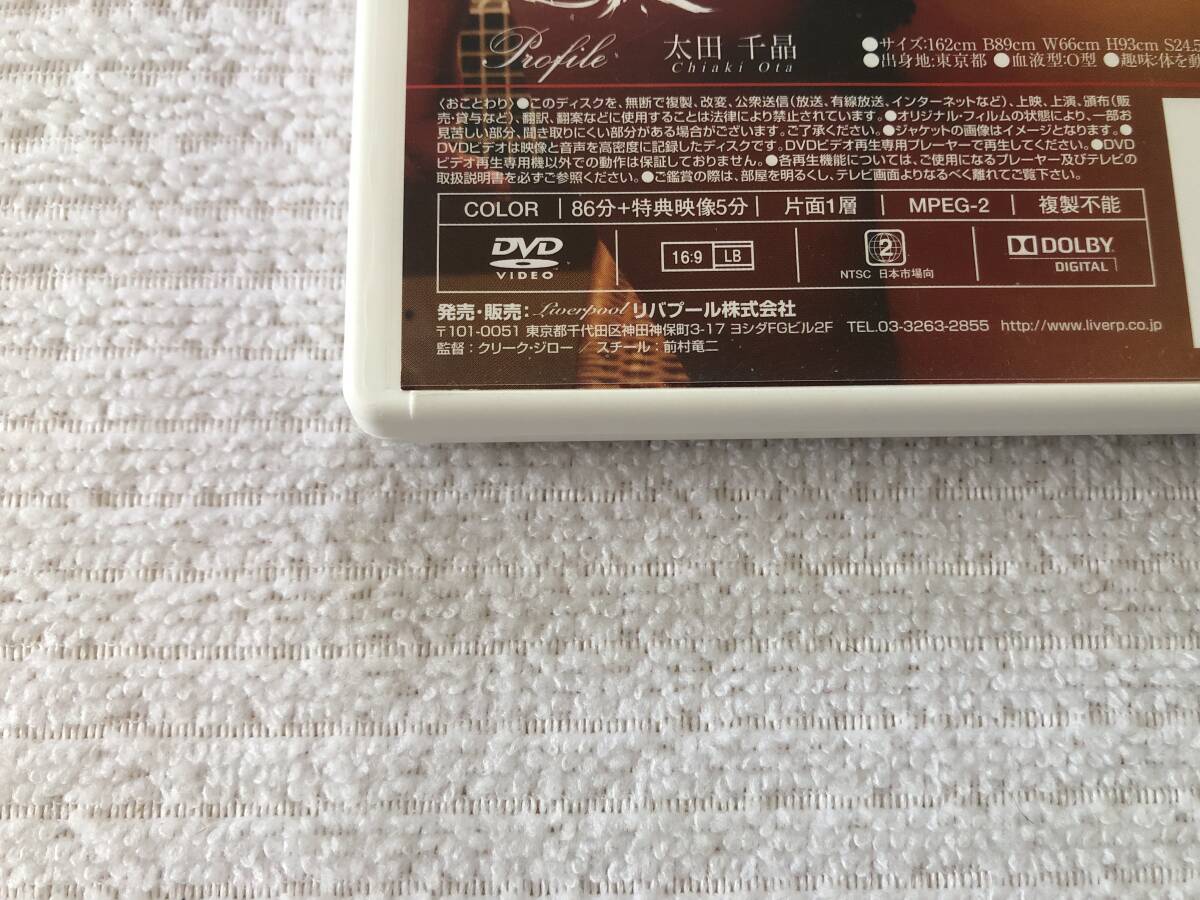 Profile 太田 千晶 ●サイズ:162cm B89cm W66cm H93cm S24.5
Chiaki Ota ●出身地:東京都 ●血液型:O型 ●趣味:体を動
〈おことわり〉●このディスクを、無断で複製、改変、公衆送信(放送、有線放送、インターネットなど)、上映、上演、頒布(販
売・貸与など)、翻訳、翻案などに使用することは法律により禁止されています。●オリジナル・フィルムの状態により、一部お
見苦しい部分、聞き取りにくい部分がある場合がございます。ご了承ください。●ジャケットの画像はイメージとなります。●
DVDビデオは映像と音声を高密度に記録したディスクです。DVDビデオ再生専用プレーヤーで再生してください。●DVD
ビデオ再生専用機以外での動作は保証しておりません。●各再生機能については、ご使用になるプレーヤー及びテレビの
取扱説明書を必ずご参照ください。●ご鑑賞の際は、部屋を明るくし、テレビ画面よりなるべく離れてご覧下さい。
COLOR | 86分+特典映像5分 | 片面1層 | MPEG-2 | 複製不能
DVD VIDEO 16:9 LB 2 NTSC 日本市場向 DOLBY DIGITAL
発売・販売: Liverpool リバプール株式会社
〒101-0051 東京都千代田区神田神保町3-17 ヨシダFGビル2F TEL.03-3263-2855 http://www.liverp.co.jp
監督:クリーク・ジロー / スチール:前村竜二